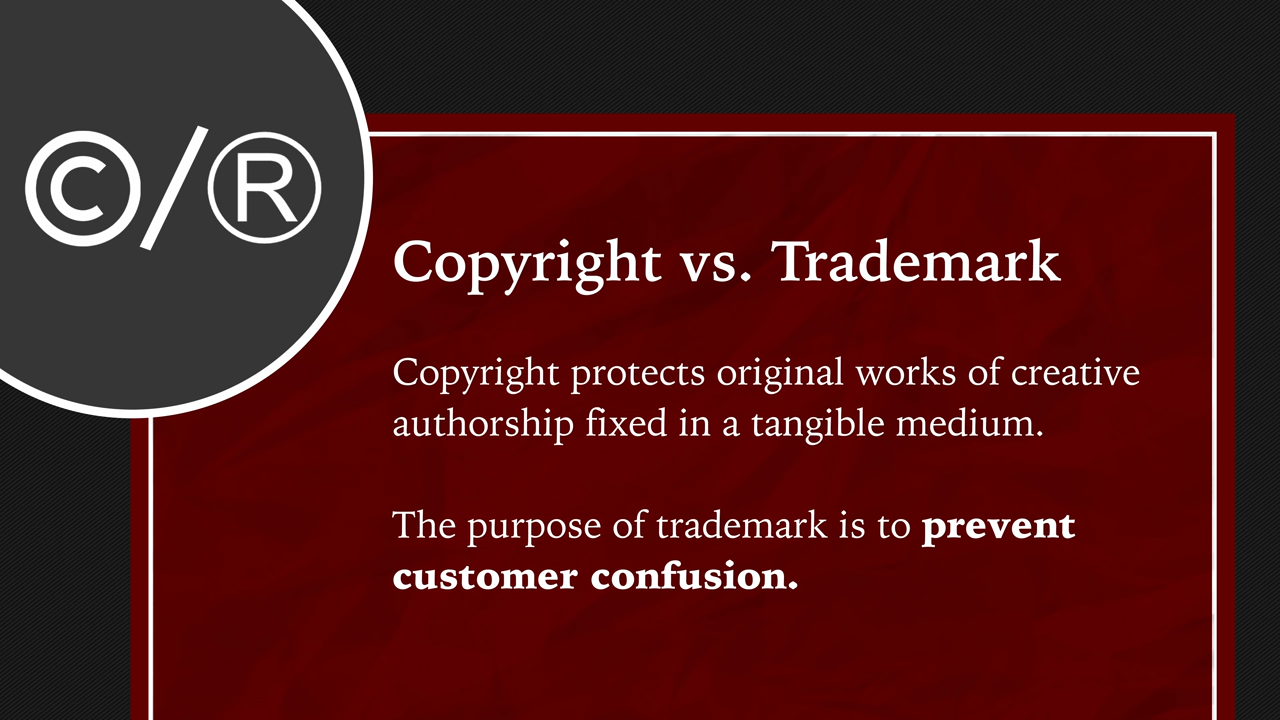 ©/®
Copyright vs. Trademark
Copyright protects original works of creative
authorship fixed in a tangible medium.
The purpose of trademark is to prevent
customer confusion.